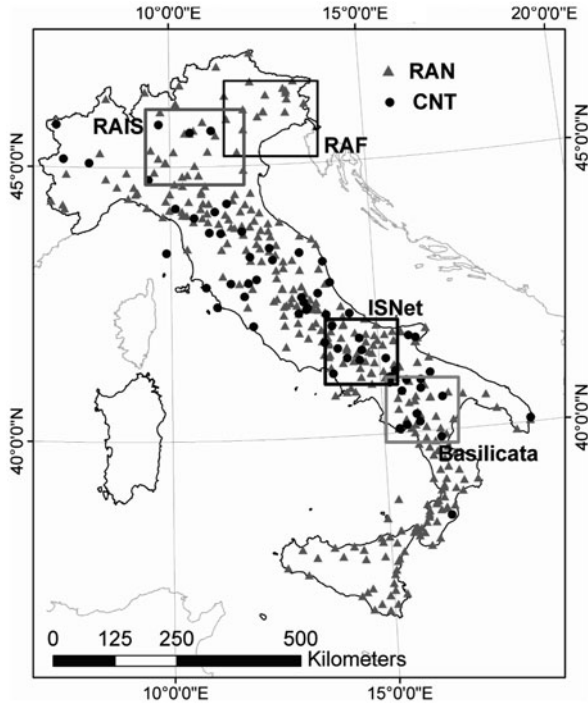 10°0'0"E 15°0'0"E 20°0'0"E
RAN
CNT
RAIS
RAF
45°0'0"N 45°0'0"N
ISNet
40°0'0"N 40°0'0"N
Basilicata
0 125 250 500
Kilometers
10°0'0"E 15°0'0"E